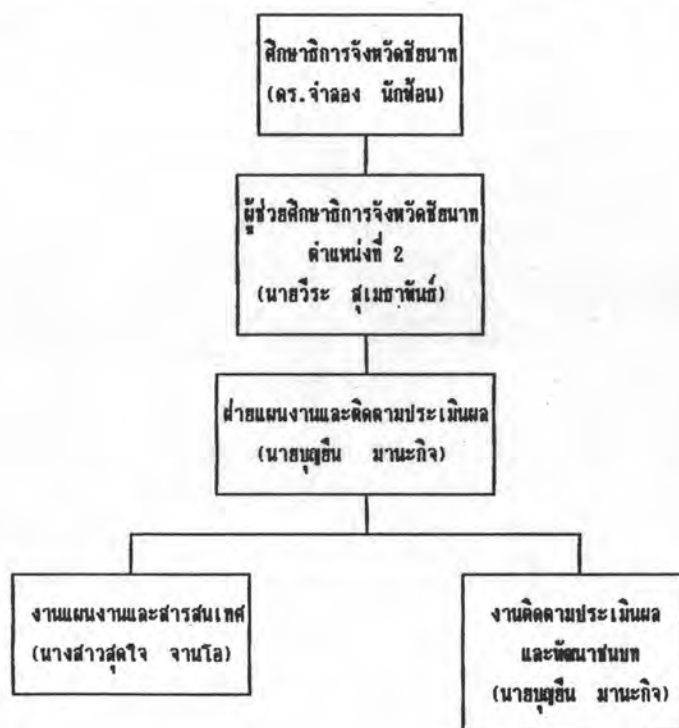 ศึกษาธิการจังหวัดชัยนาท
(ดร.จำลอง นักฟ้อน)
ผู้ช่วยศึกษาธิการจังหวัดชัยนาท
ตำแหน่งที่ 2
(นายวีระ สุเมธาพันธ์)
ฝ่ายแผนงานและติดตามประเมินผล
(นายบุญยืน มานะกิจ)
งานแผนงานและสารสนเทศ
(นางสาวสุดใจ จานโอ)
งานติดตามประเมินผล
และพัฒนาชนบท
(นายบุญยืน มานะกิจ)